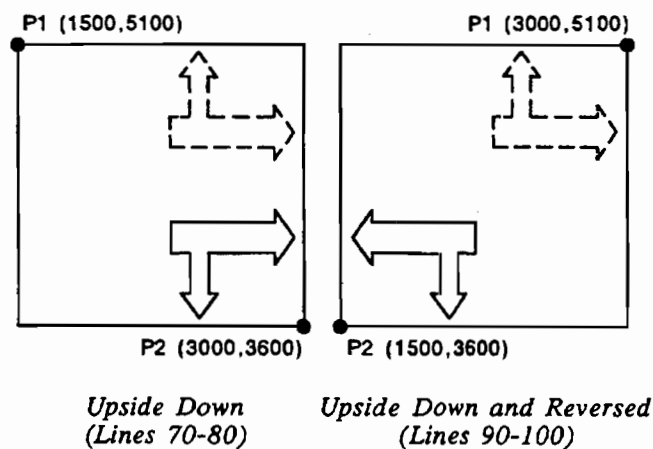 P1 (1500,5100)
P1 (3000,5100)
P2 (3000,3600)
P2 (1500,3600)
Upside Down
(Lines 70-80)
Upside Down and Reversed
(Lines 90-100)